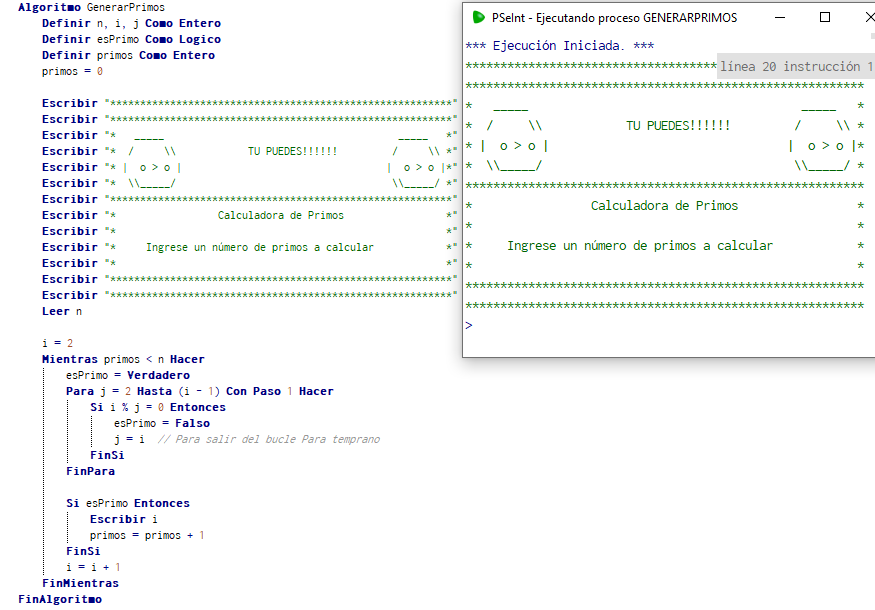 Algoritmo GenerarPrimos
Definir n, i, j Como Entero
Definir esPrimo Como Logico
Definir primos Como Entero
primos = 0
Escribir "*********************************************************"
Escribir "*********************************************************"
Escribir "*   _____                                       _____   *"
Escribir "*  /     \\            TU PUEDES!!!!!!         /     \\ *"
Escribir "* |  o > o |                                  |  o > o |*"
Escribir "*  \\_____/                                    \\_____/ *"
Escribir "*********************************************************"
Escribir "*                 Calculadora de Primos                 *"
Escribir "*                                                       *"
Escribir "*     Ingrese un número de primos a calcular            *"
Escribir "*                                                       *"
Escribir "*********************************************************"
Escribir "*********************************************************"
Leer n
i = 2
Mientras primos < n Hacer
esPrimo = Verdadero
Para j = 2 Hasta (i - 1) Con Paso 1 Hacer
Si i % j = 0 Entonces
esPrimo = Falso
j = i  // Para salir del bucle Para temprano
FinSi
FinPara
Si esPrimo Entonces
Escribir i
primos = primos + 1
FinSi
i = i + 1
FinMientras
FinAlgoritmo
PSeInt - Ejecutando proceso GENERARPRIMOS
*** Ejecución Iniciada. ***
************************************
línea 20 instrucción 1
*********************************************************
*   _____                                       _____   *
*  /     \\            TU PUEDES!!!!!!         /     \\ *
* |  o > o |                                  |  o > o |*
*  \\_____/                                    \\_____/ *
*********************************************************
*                 Calculadora de Primos                 *
*                                                       *
*     Ingrese un número de primos a calcular            *
*                                                       *
*********************************************************
*********************************************************
>